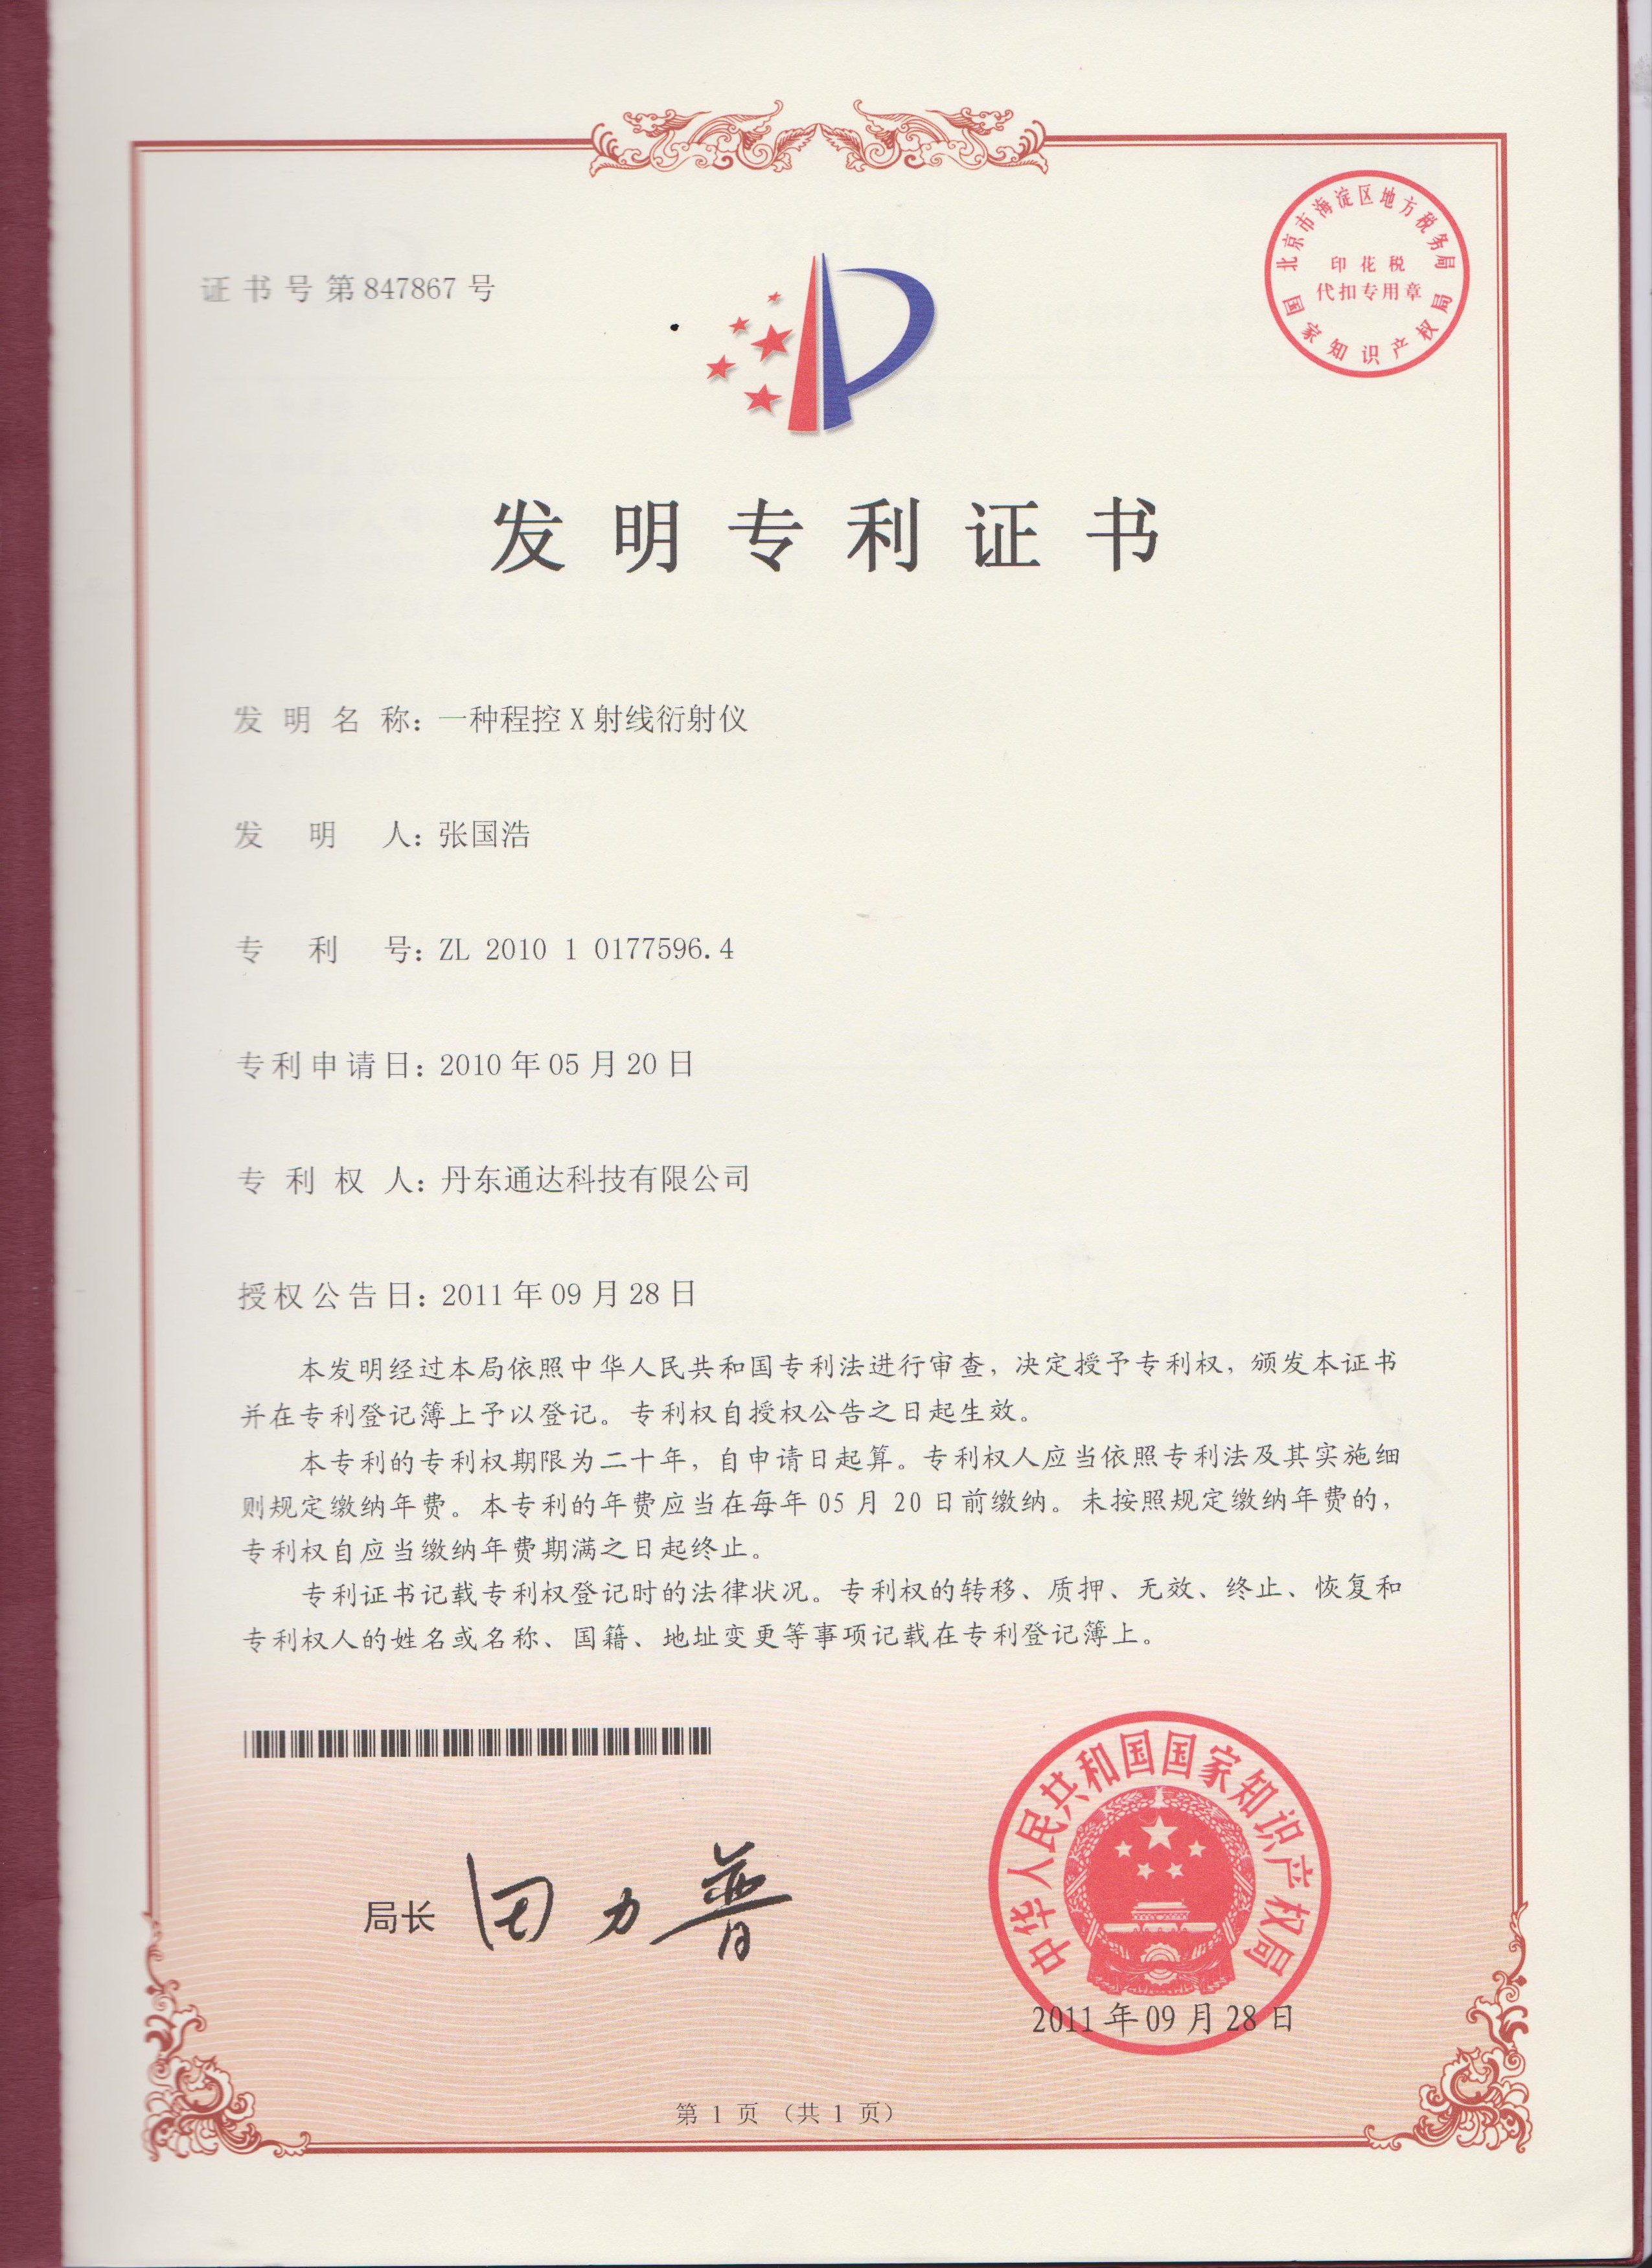 证书号第847867号
北京市海淀区地方税务局
印花税
代扣专用章
国家知识产权局
发明专利证书
发明名称：一种程控X射线衍射仪
发明人：张国浩
专利号：ZL 2010 1 0177596.4
专利申请日：2010年05月20日
专利权人：丹东通达科技有限公司
授权公告日：2011年09月28日
本发明经过本局依照中华人民共和国专利法进行审查，决定授予专利权，颁发本证书
并在专利登记簿上予以登记。专利权自授权公告之日起生效。
本专利的专利权期限为二十年，自申请日起算。专利权人应当依照专利法及其实施细
则规定缴纳年费。本专利的年费应当在每年05月20日前缴纳。未按照规定缴纳年费的，
专利权自应当缴纳年费期满之日起终止。
专利证书记载专利权登记时的法律状况。专利权的转移、质押、无效、终止、恢复和
专利权人的姓名或名称、国籍、地址变更等事项记载在专利登记簿上。
局长 田力普
中华人民共和国国家知识产权局
2011年09月28日
第1页（共1页）